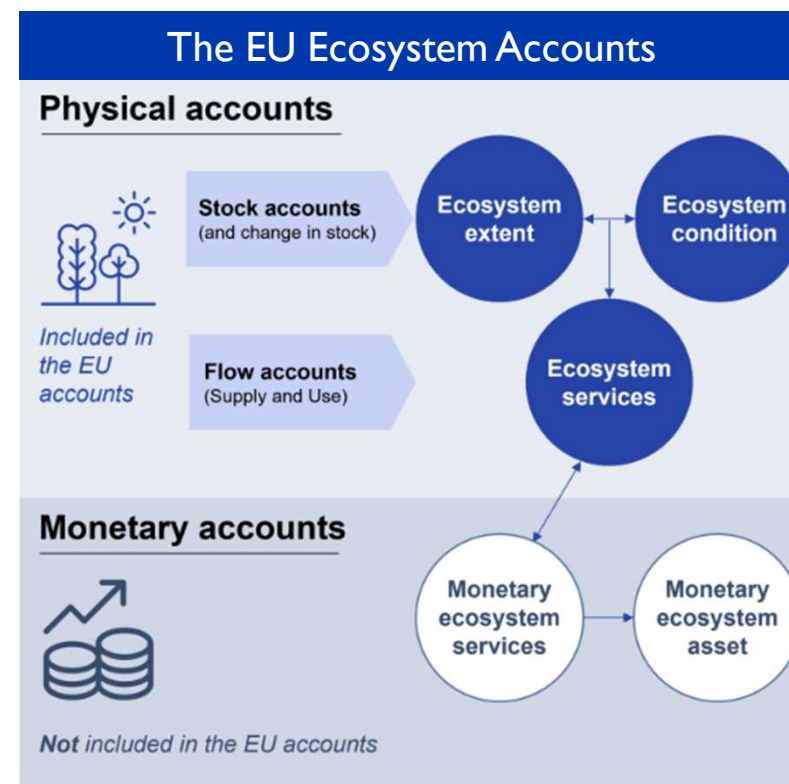 The EU Ecosystem Accounts
Physical accounts
Stock accounts
(and change in stock)
Ecosystem
extent
Ecosystem
condition
Included in
the EU
accounts
Flow accounts
(Supply and Use)
Ecosystem
services
Monetary accounts
Monetary
ecosystem
services
Monetary
ecosystem
asset
Not included in the EU accounts